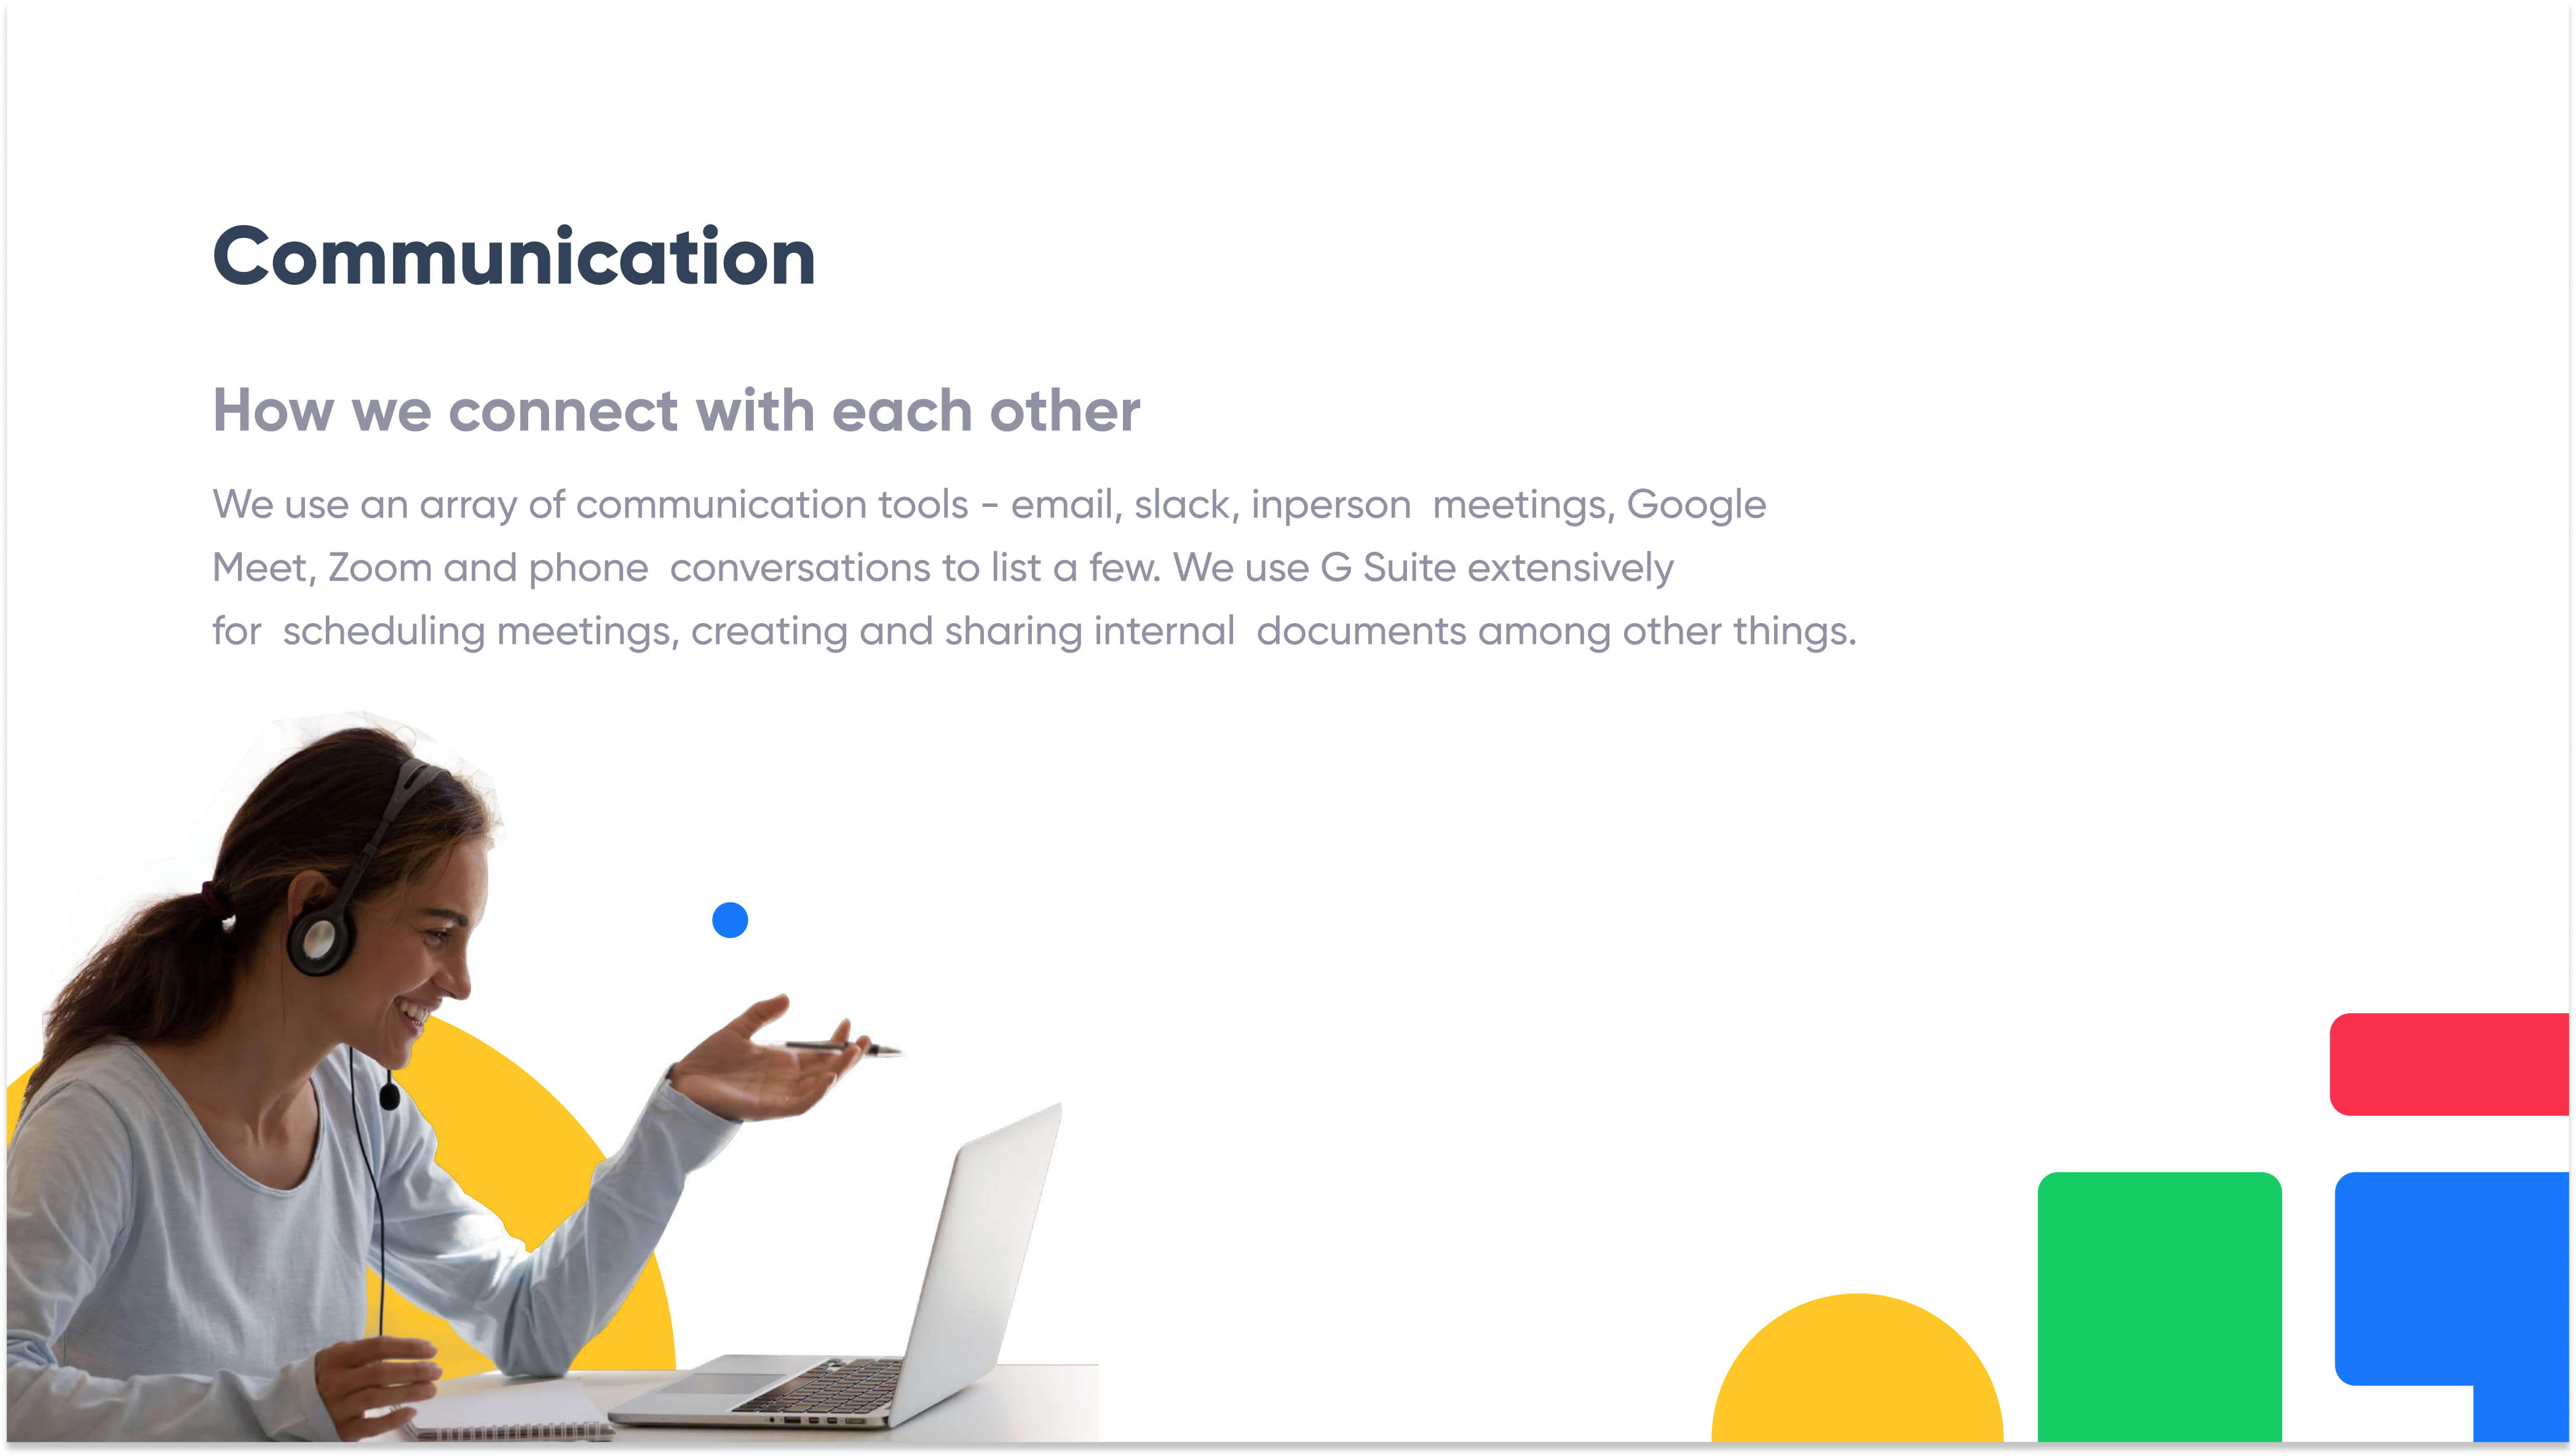 Communication
How we connect with each other
We use an array of communication tools - email, slack, inperson  meetings, Google
Meet, Zoom and phone  conversations to list a few. We use G Suite extensively
for  scheduling meetings, creating and sharing internal  documents among other things.